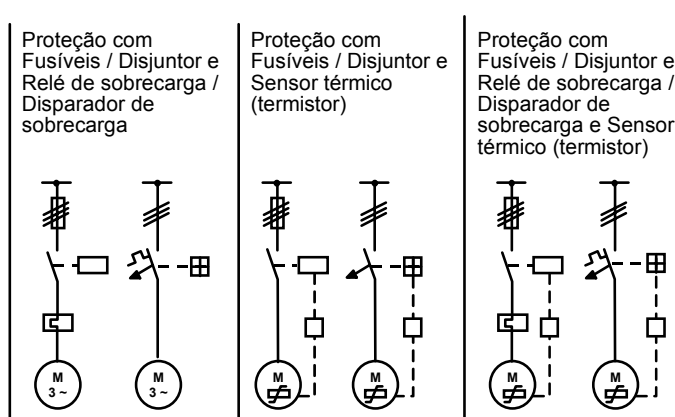 Proteção com
Fusíveis / Disjuntor e
Relé de sobrecarga /
Disparador de
sobrecarga
Proteção com
Fusíveis / Disjuntor e
Sensor térmico
(termistor)
Proteção com
Fusíveis / Disjuntor e
Relé de sobrecarga /
Disparador de
sobrecarga e Sensor
térmico (termistor)
M
3 ~
M
3 ~
M
M
M
M